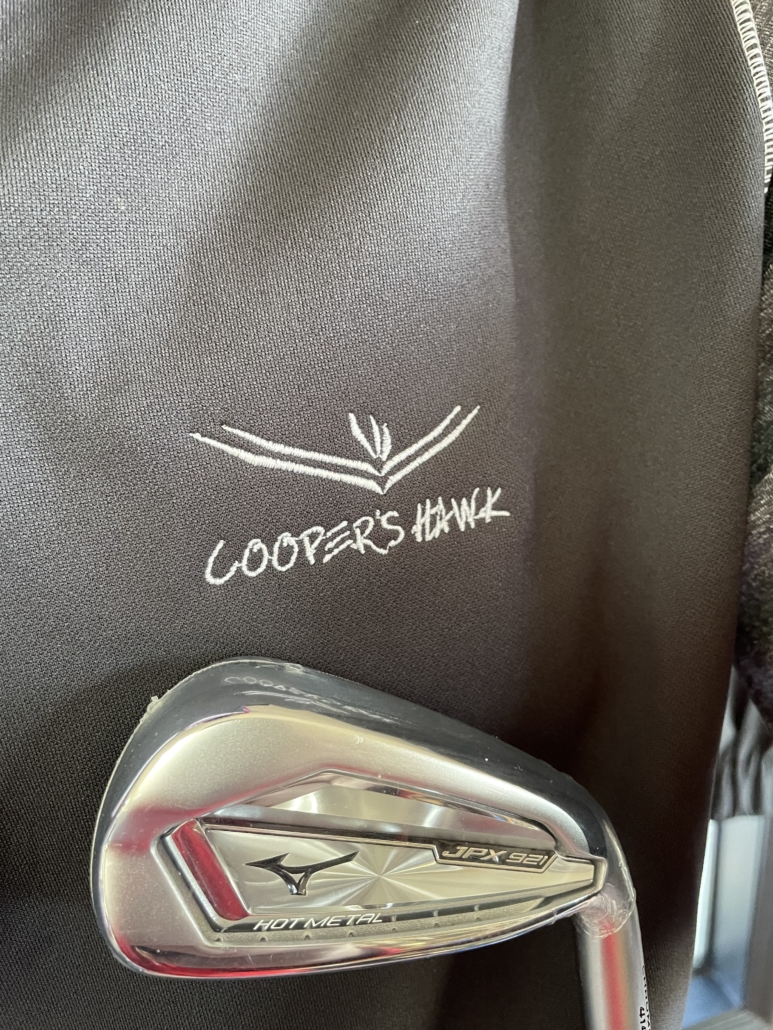 COOPER'S HAWK
JPX 921
HOT METAL